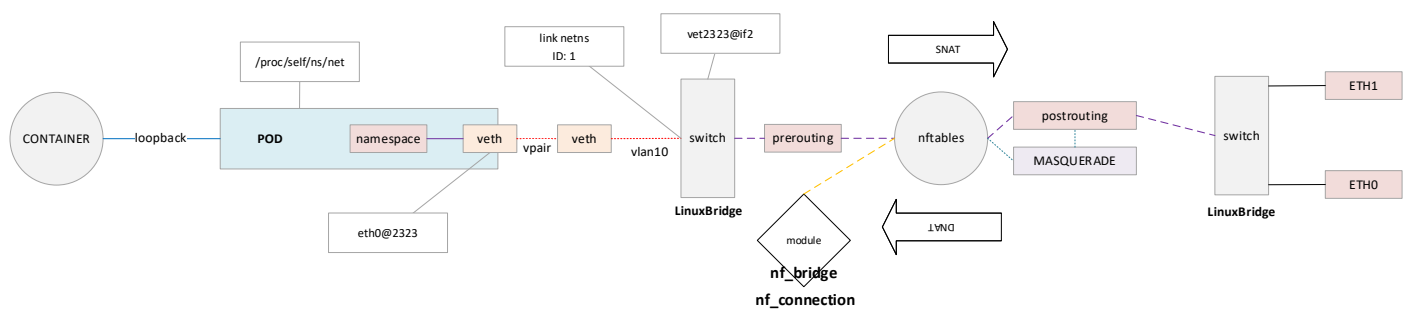 CONTAINER
loopback
/proc/self/ns/net
POD
namespace
veth
vpair
veth
eth0@2323
link netns
ID: 1
vlan10
vet2323@if2
switch
LinuxBridge
prerouting
module
nf_bridge
nf_connection
SNAT
nftables
DNAT
postrouting
MASQUERADE
switch
LinuxBridge
ETH1
ETH0